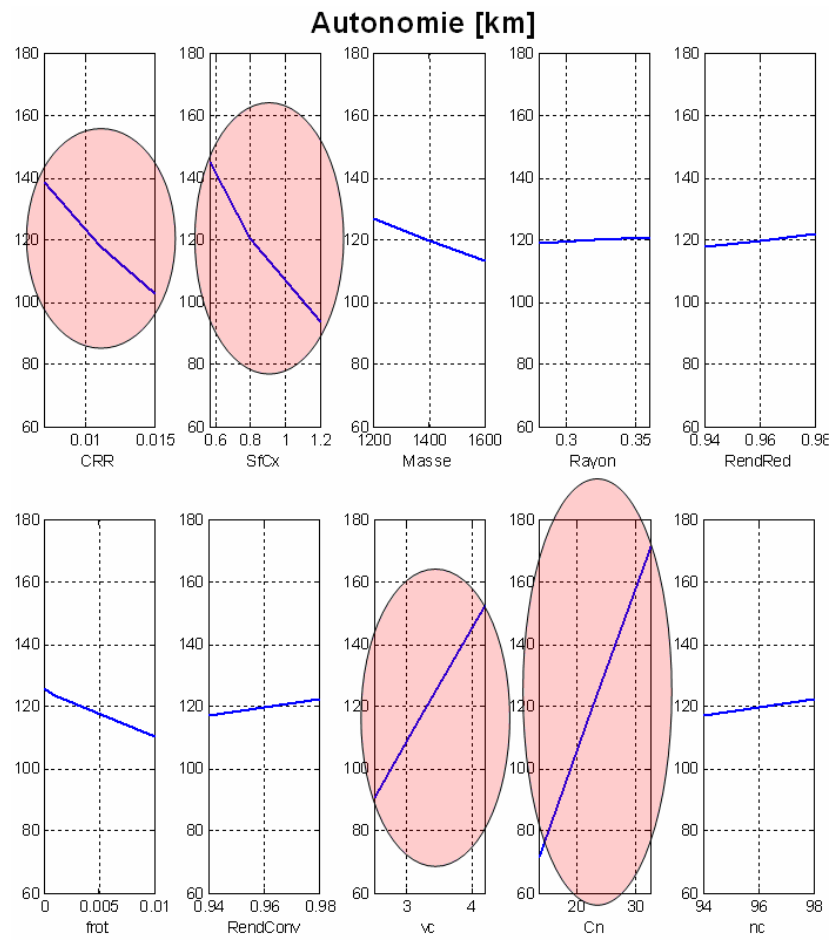 Autonomie [km]
180 180 180 180 180
160 160 160 160 160
140 140 140 140 140
120 120 120 120 120
100 100 100 100 100
80 80 80 80 80
60 60 60 60 60
0.01 0.015 0.6 0.8 1 1.2 1200 1400 1600 0.3 0.35 0.94 0.96 0.98
CRR SfCx Masse Rayon RendRed
180 180 180 180 180
160 160 160 160 160
140 140 140 140 140
120 120 120 120 120
100 100 100 100 100
80 80 80 80 80
60 60 60 60 60
0 0.005 0.01 0.94 0.96 0.98 3 4 20 30 94 96 98
frot RendConv vc Cn nc